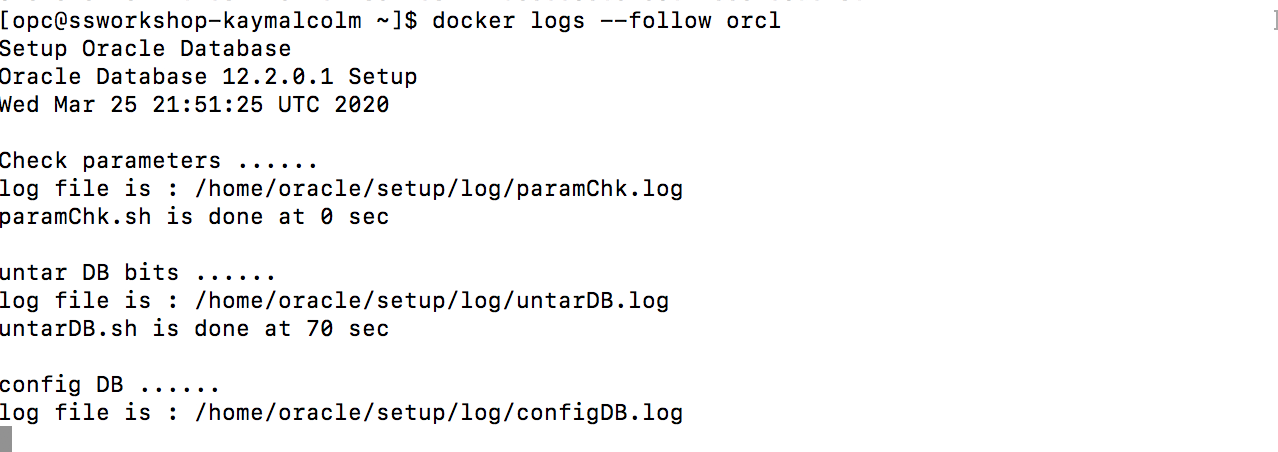 [opc@ssworkshop-kaymalcolm ~]$ docker logs --follow orcl
Setup Oracle Database
Oracle Database 12.2.0.1 Setup
Wed Mar 25 21:51:25 UTC 2020
Check parameters ......
log file is : /home/oracle/setup/log/paramChk.log
paramChk.sh is done at 0 sec
untar DB bits ......
log file is : /home/oracle/setup/log/untarDB.log
untarDB.sh is done at 70 sec
config DB ......
log file is : /home/oracle/setup/log/configDB.log